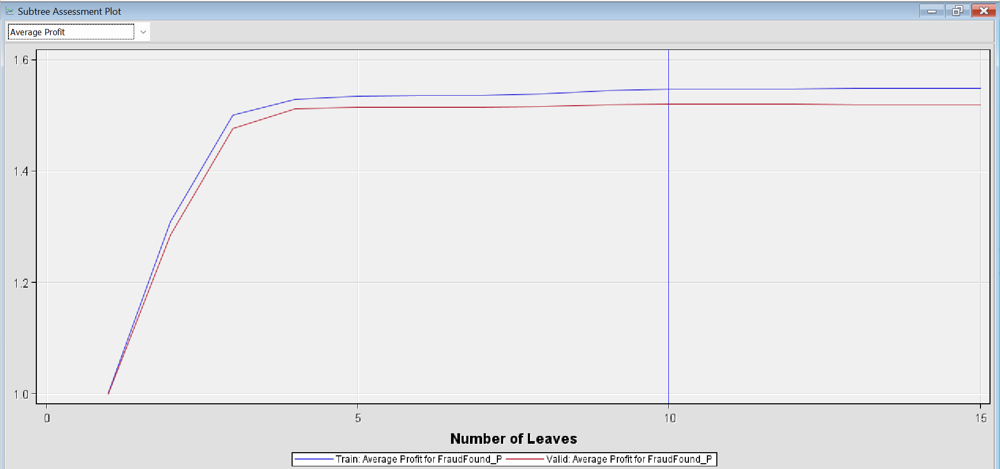 Subtree Assessment Plot
Average Profit
1.6
1.4
1.2
1.0
0 5 10 15
Number of Leaves
Train: Average Profit for FraudFound_P Valid: Average Profit for FraudFound_P